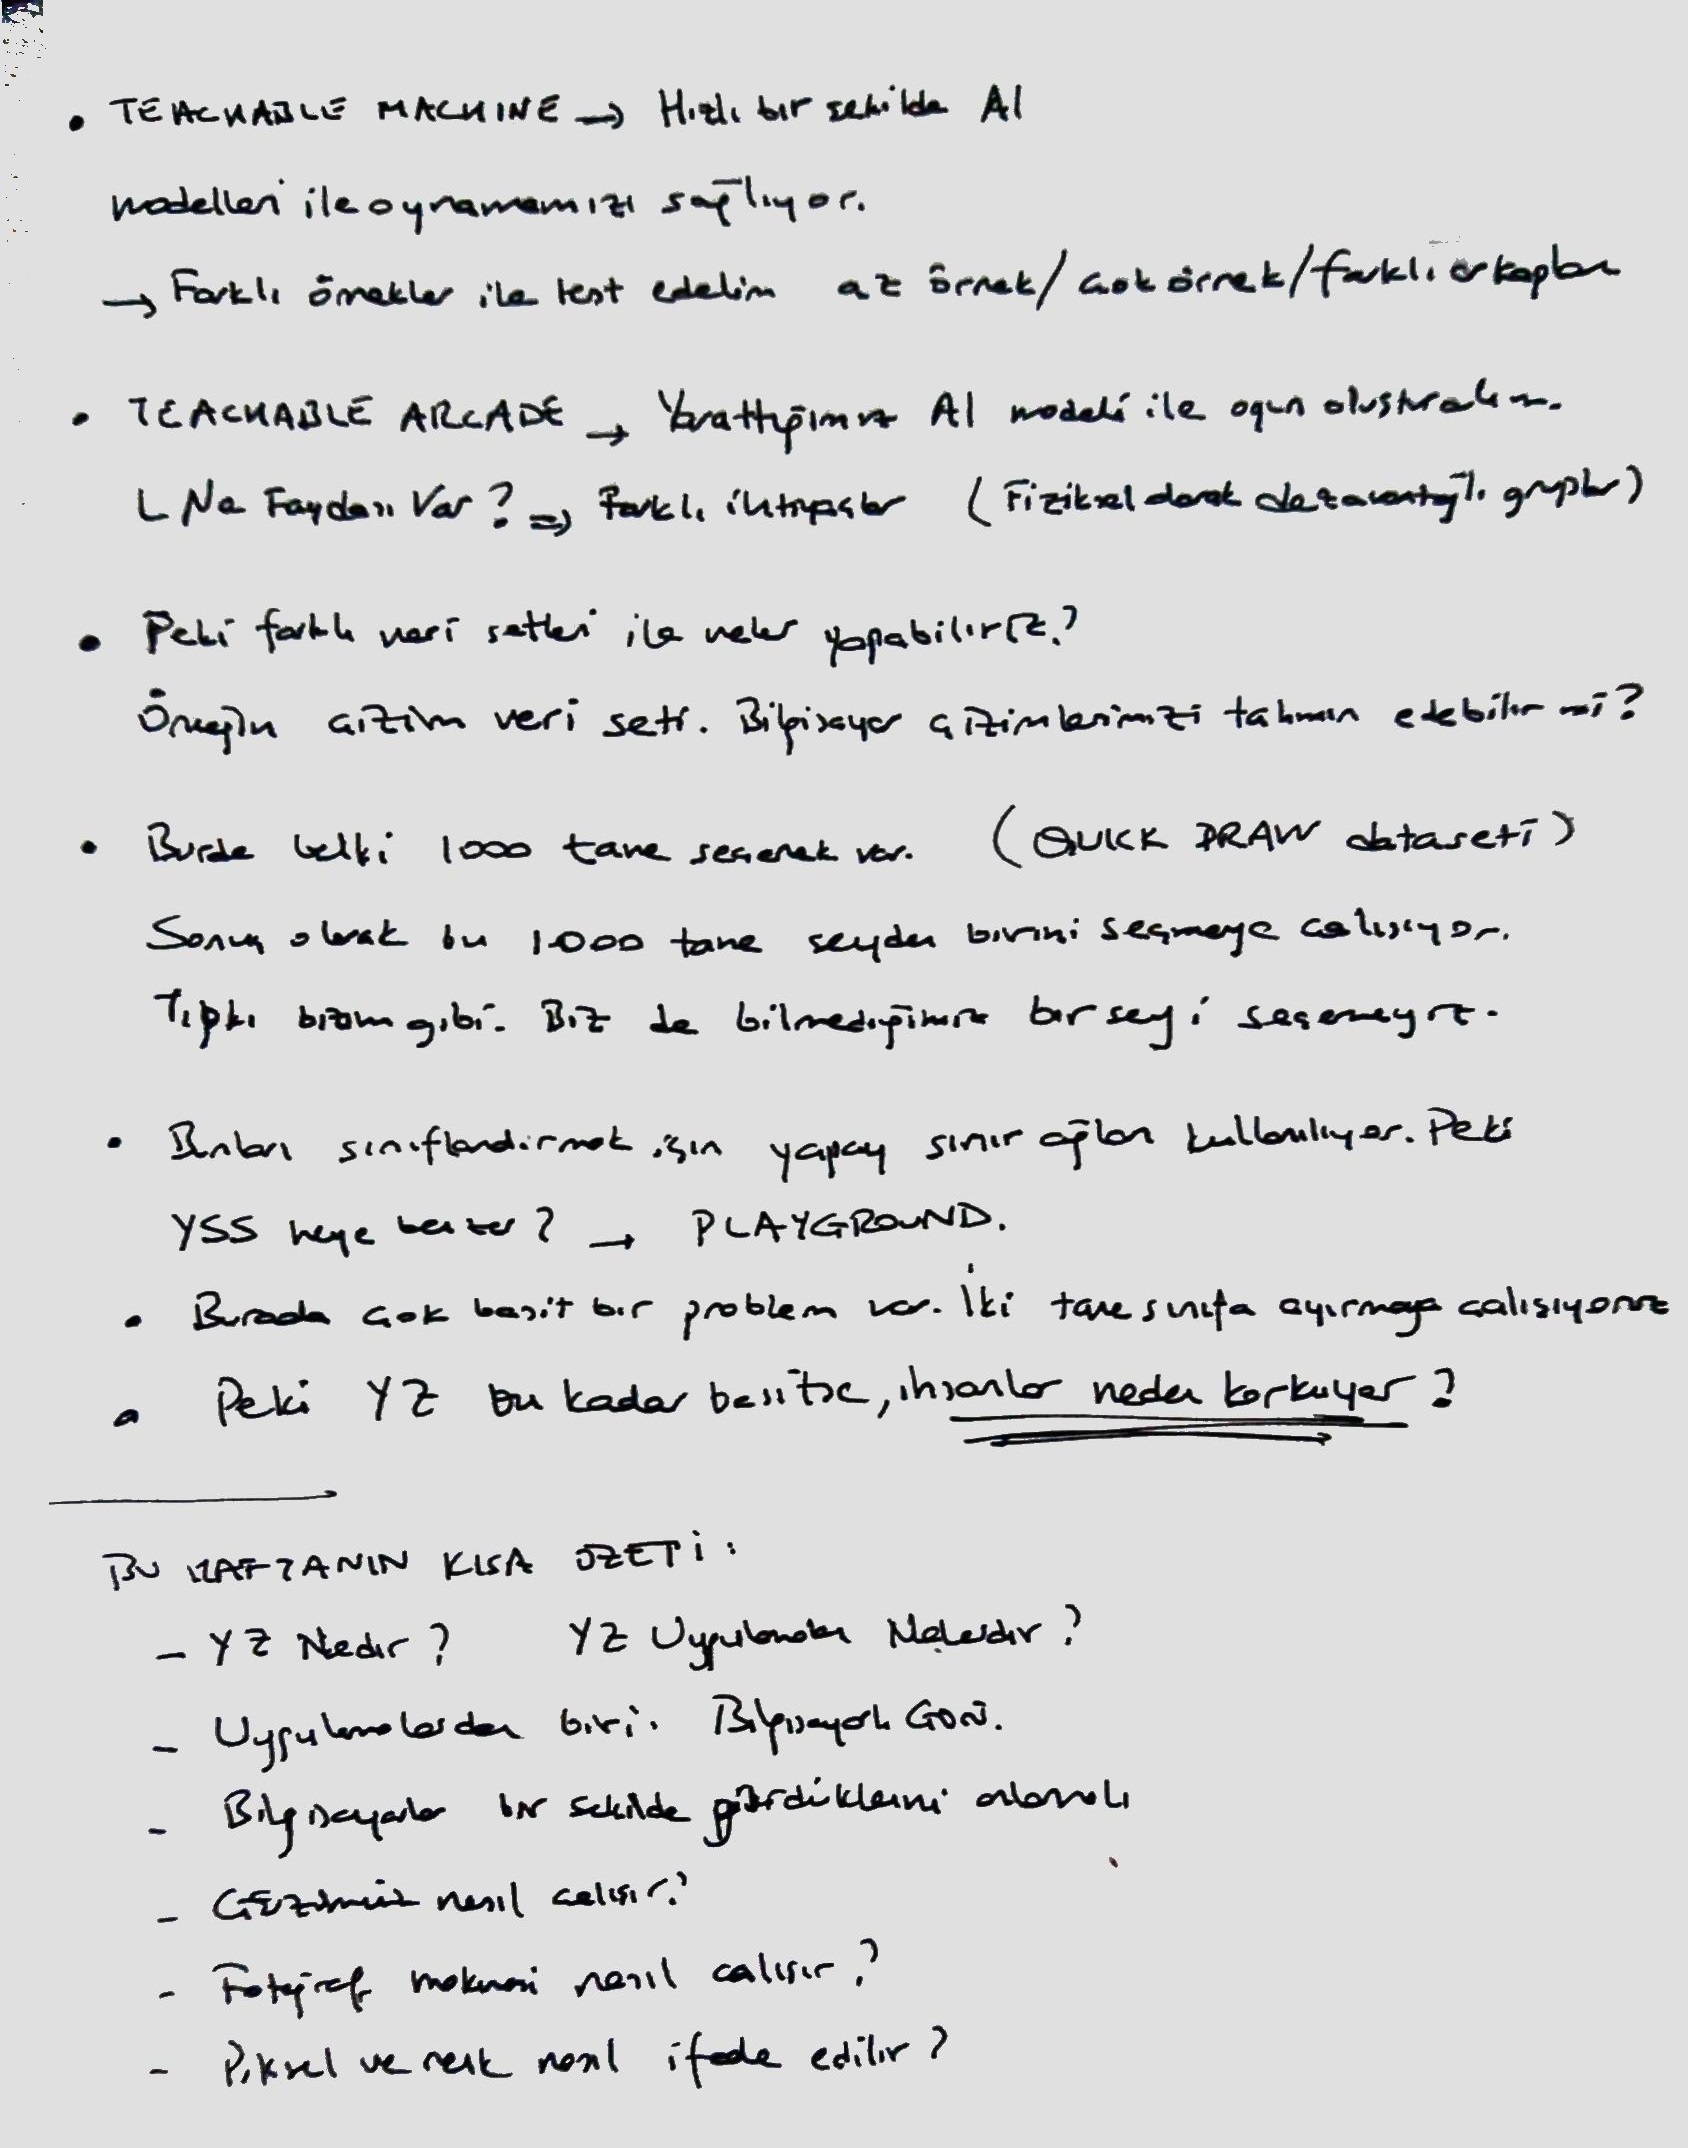 • TEACHABLE MACHINE → Hızlı bir şekilde AI
modelleri ile oynamamızı sağlıyor.
→ Farklı örnekler ile test edelim az örnek/çok örnek/farklı arkaplan
• TEACHABLE ARCADE → Yarattığımız AI modeli ile oyun oluşturalım.
L Ne Faydası Var? ⇒ Farklı ihtiyaçlar (Fiziksel olarak dezavantajlı gruplar)
• Peki farklı veri setleri ile neler yapabiliriz?
Örneğin çizim veri seti. Bilgisayar çizimlerimizi tahmin edebilir mi?
• Burda belki 1000 tane seçenek var. (QUICK DRAW dataseti)
Sonuç olarak bu 1000 tane şeyden birini seçmeye çalışıyor.
Tıpkı bizim gibi. Biz de bilmediğimiz bir şeyi seçemeyiz.
• Bunları sınıflandırmak için yapay sinir ağları kullanılıyor. Peki
YSS neye benzer? → PLAYGROUND.
• Burada çok basit bir problem var. İki tane sınıfa ayırmaya çalışıyoruz
• Peki YZ bu kadar basitse, insanlar neden korkuyor?
BU HAFTANIN KISA ÖZETİ:
- YZ Nedir? YZ Uygulamaları Nelerdir?
- Uygulamalardan biri. Bilgisayarlı Görü.
- Bilgisayarlar bir şekilde gördüklerini anlamalı
- Gözümüz nasıl çalışır?
- Fotoğraf makinesi nasıl çalışır?
- Piksel ve renk nasıl ifade edilir?